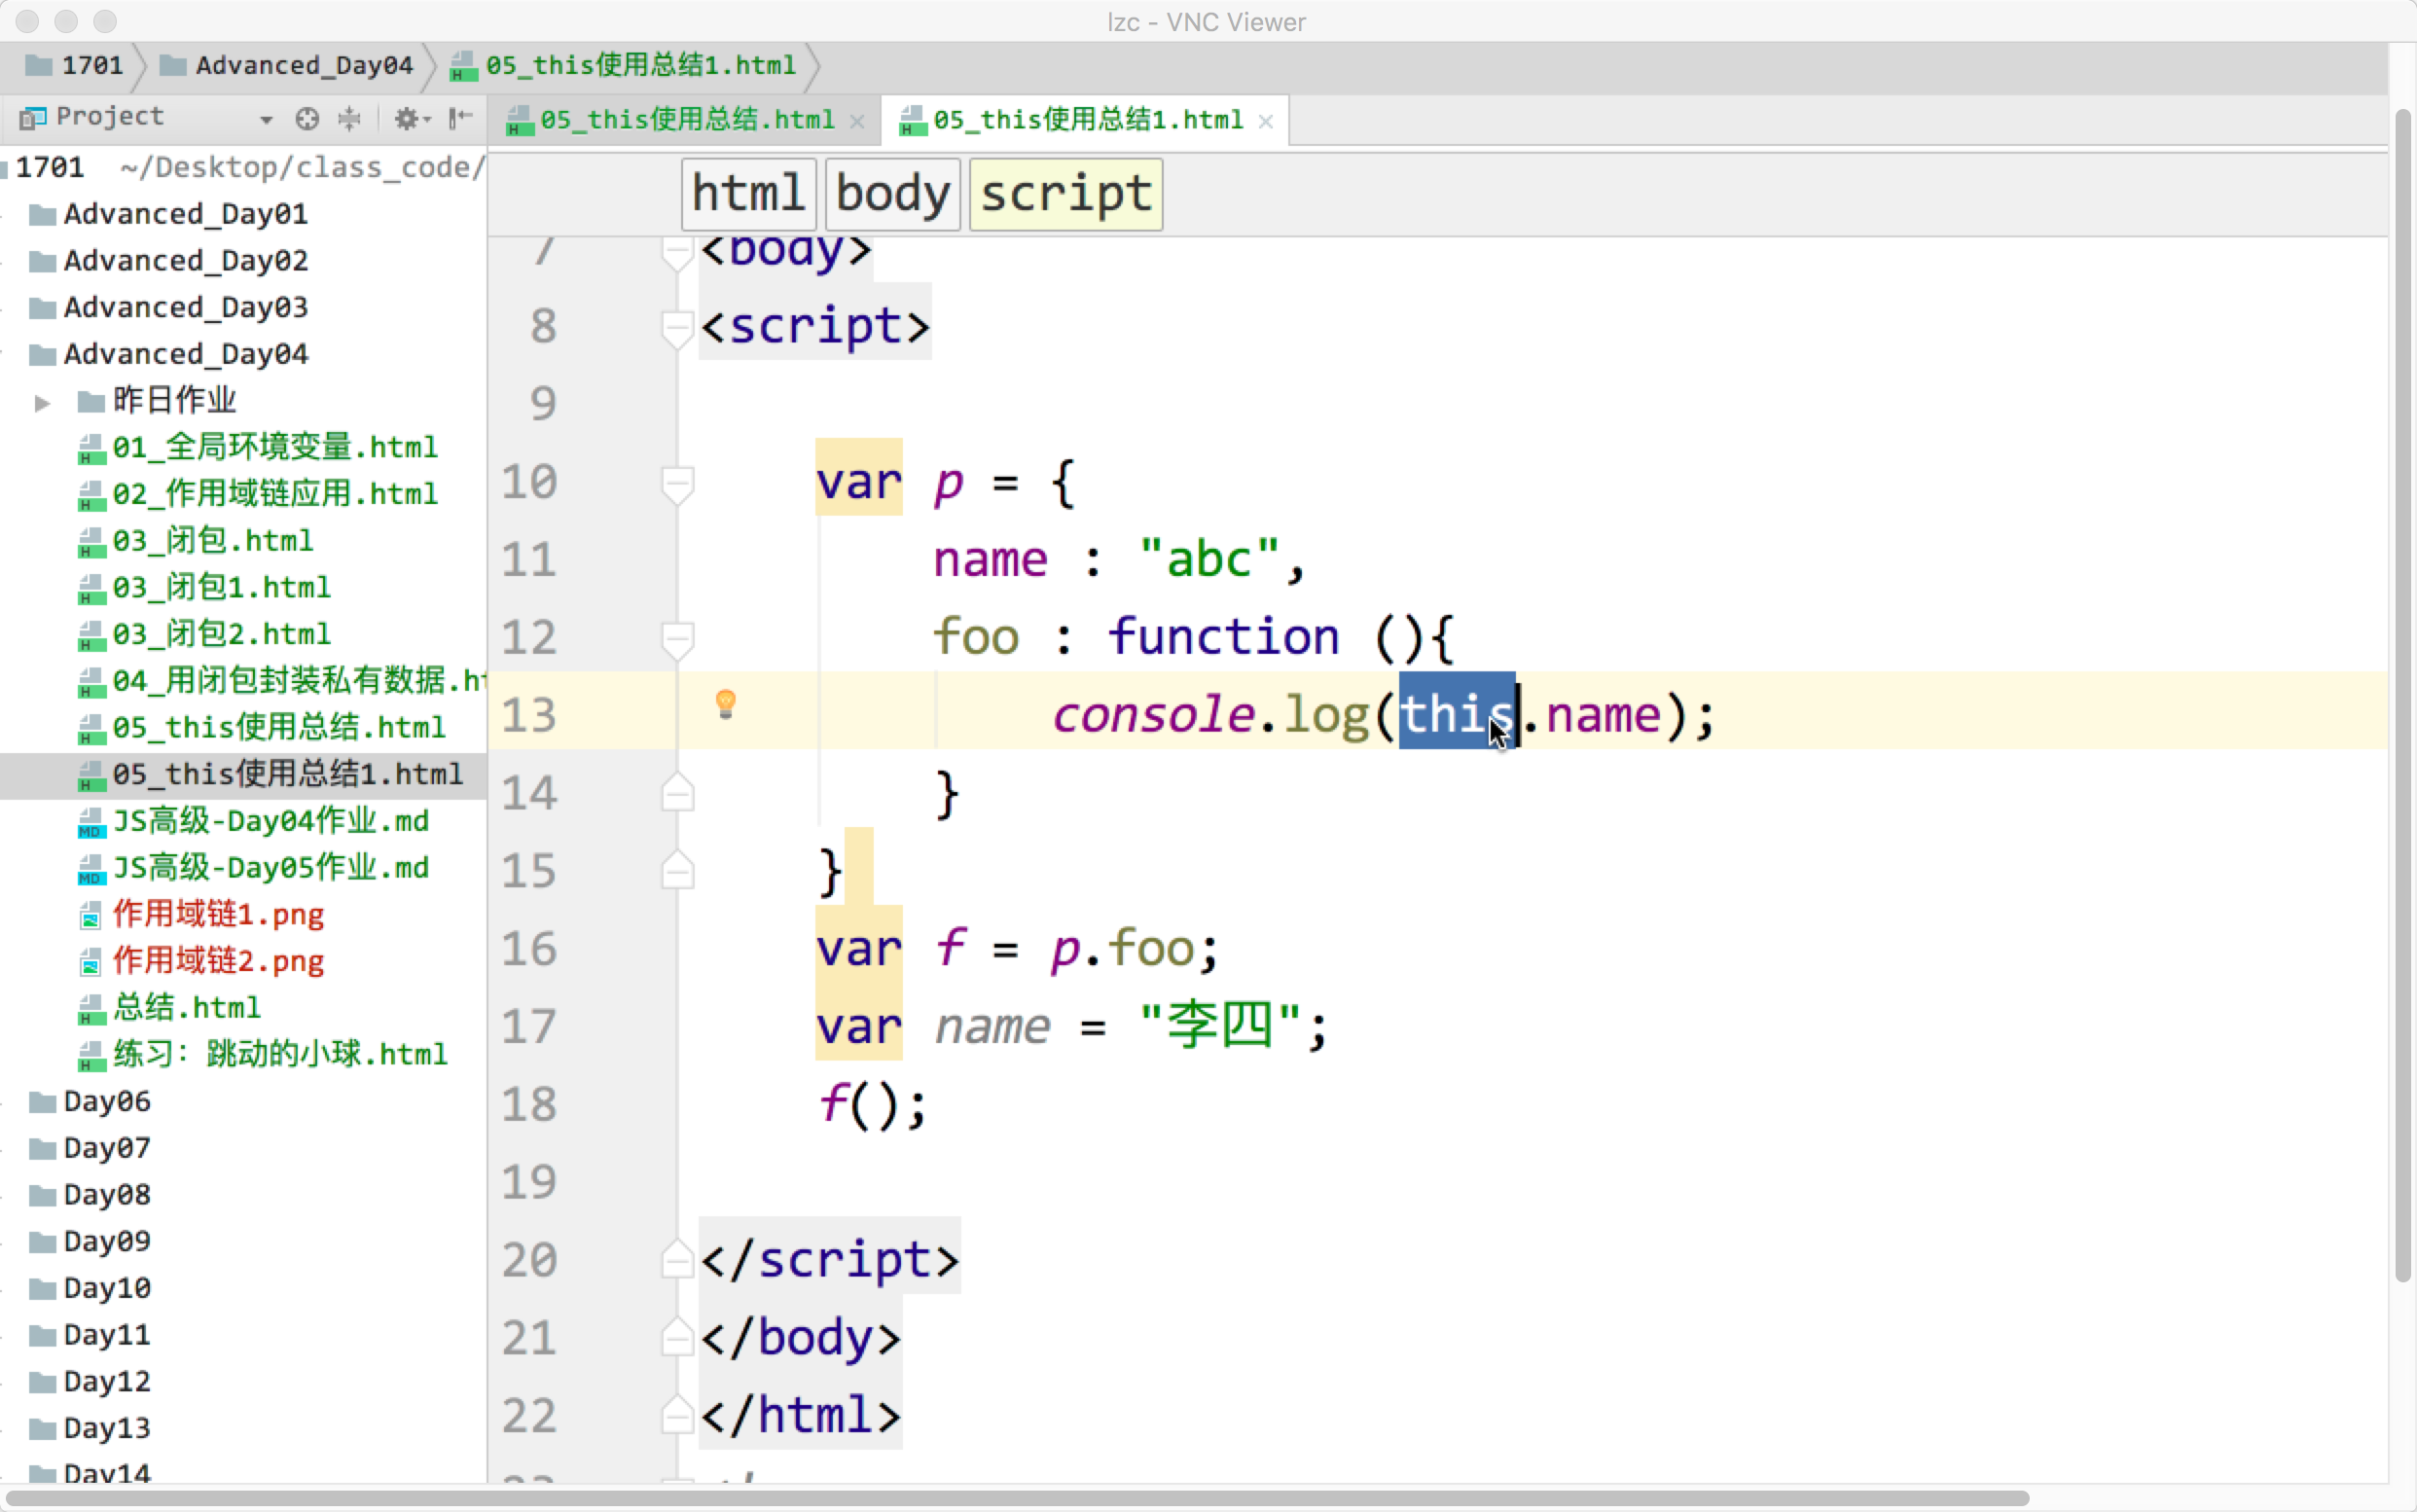 lzc - VNC Viewer
1701 Advanced_Day04 05_this使用总结1.html
Project
05_this使用总结.html 05_this使用总结1.html
1701 ~/Desktop/class_code/
Advanced_Day01
Advanced_Day02
Advanced_Day03
Advanced_Day04
昨日作业
01_全局环境变量.html
02_作用域链应用.html
03_闭包.html
03_闭包1.html
03_闭包2.html
04_用闭包封装私有数据.ht
05_this使用总结.html
05_this使用总结1.html
JS高级-Day04作业.md
JS高级-Day05作业.md
作用域链1.png
作用域链2.png
总结.html
练习：跳动的小球.html
Day06
Day07
Day08
Day09
Day10
Day11
Day12
Day13
Day14
html body script
7 <body>
8 <script>
9
10 var p = {
11 name : "abc",
12 foo : function (){
13 console.log(this.name);
14 }
15 }
16 var f = p.foo;
17 var name = "李四";
18 f();
19
20 </script>
21 </body>
22 </html>